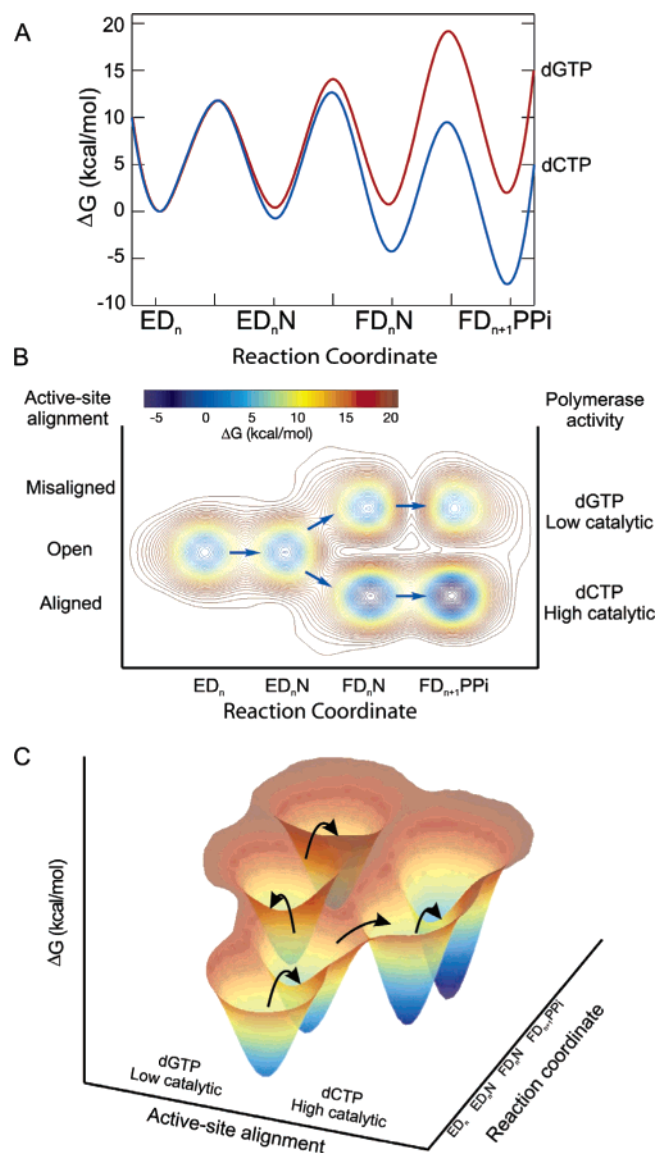 A
20
15
10
5
0
-5
-10
ΔG (kcal/mol)
dGTP
dCTP
EDₙ EDₙN FDₙN FDₙ₊₁PPi
Reaction Coordinate
B
Active-site
alignment
-5 0 5 10 15 20
ΔG (kcal/mol)
Polymerase
activity
Misaligned
Open
Aligned
dGTP
Low catalytic
dCTP
High catalytic
EDₙ EDₙN FDₙN FDₙ₊₁PPi
Reaction Coordinate
C
ΔG (kcal/mol)
dGTP
Low catalytic
dCTP
High catalytic
Active-site alignment
EDₙ EDₙN FDₙN FDₙ₊₁PPi
Reaction coordinate